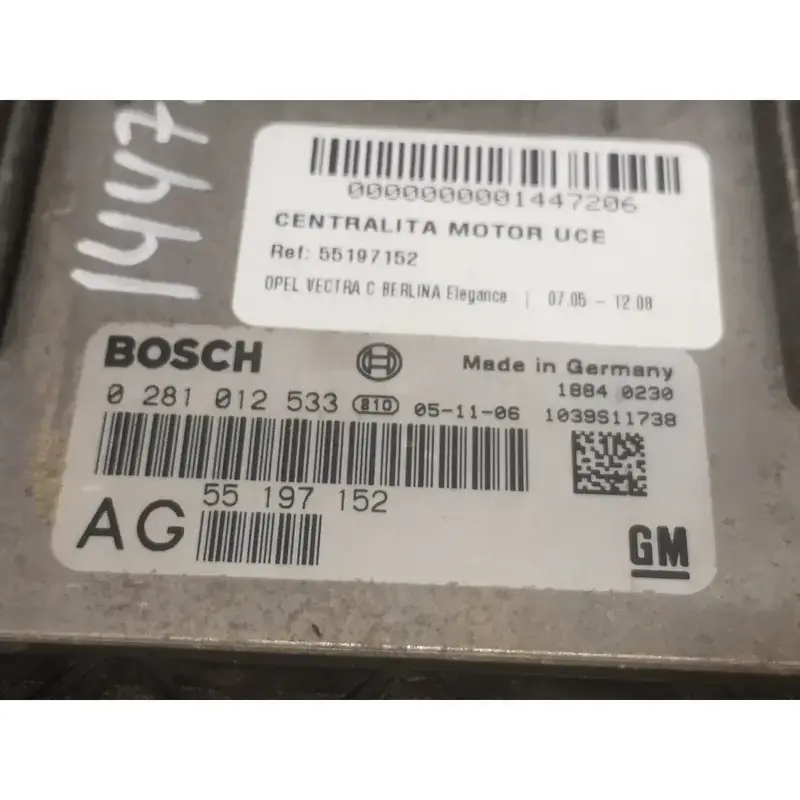 1447
0000000001447206
CENTRALITA MOTOR UCE
Ref: 55197152
OPEL VECTRA C BERLINA Elegance | 07.05 - 12.08
BOSCH Made in Germany
1884 0230
0 281 012 533 810 05-11-06 1039S11738
55 197 152
AG
GM